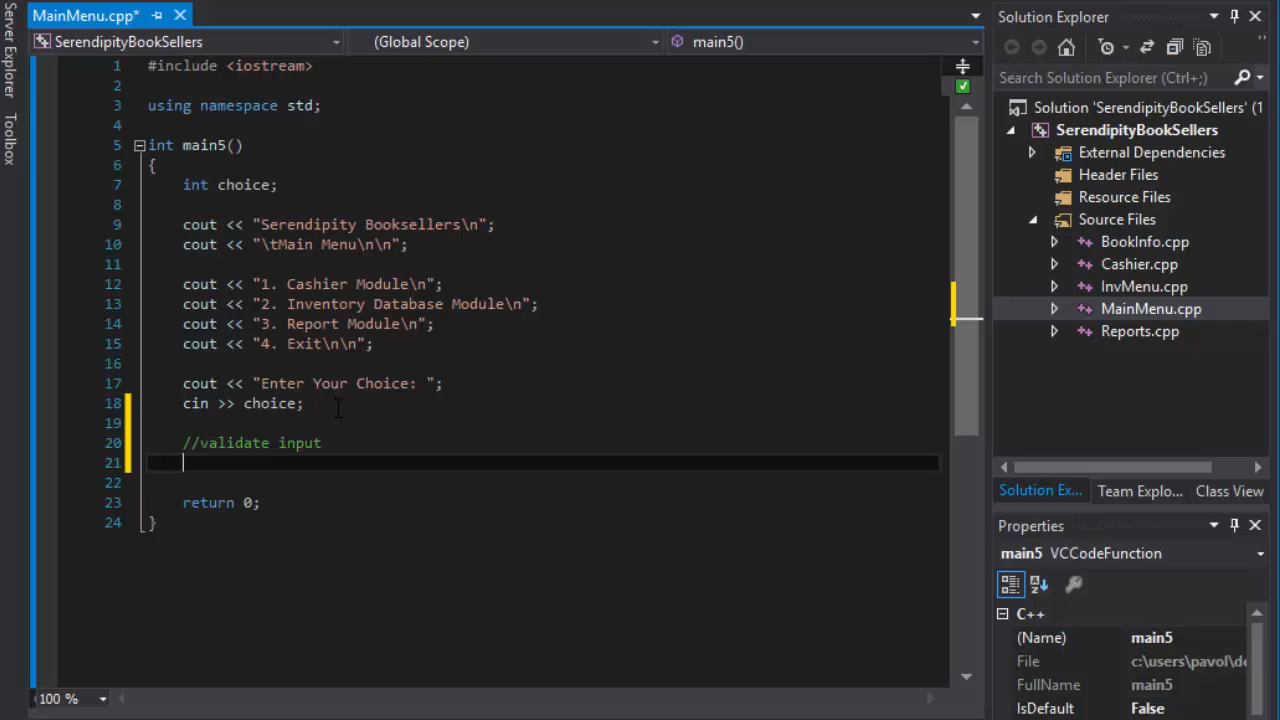 Server Explorer
Toolbox
MainMenu.cpp*
SerendipityBookSellers
(Global Scope)
main5()
1 #include <iostream>
2
3 using namespace std;
4
5 int main5()
6 {
7 int choice;
8
9 cout << "Serendipity Booksellers\n";
10 cout << "\tMain Menu\n\n";
11
12 cout << "1. Cashier Module\n";
13 cout << "2. Inventory Database Module\n";
14 cout << "3. Report Module\n";
15 cout << "4. Exit\n\n";
16
17 cout << "Enter Your Choice: ";
18 cin >> choice;
19
20 //validate input
21
22
23 return 0;
24 }
100 %
Solution Explorer
Search Solution Explorer (Ctrl+;)
Solution 'SerendipityBookSellers' (1
SerendipityBookSellers
External Dependencies
Header Files
Resource Files
Source Files
BookInfo.cpp
Cashier.cpp
InvMenu.cpp
MainMenu.cpp
Reports.cpp
Solution Ex... Team Explo... Class View
Properties
main5 VCCodeFunction
C++
(Name) main5
File c:\users\pavol\de
FullName main5
IsDefault False